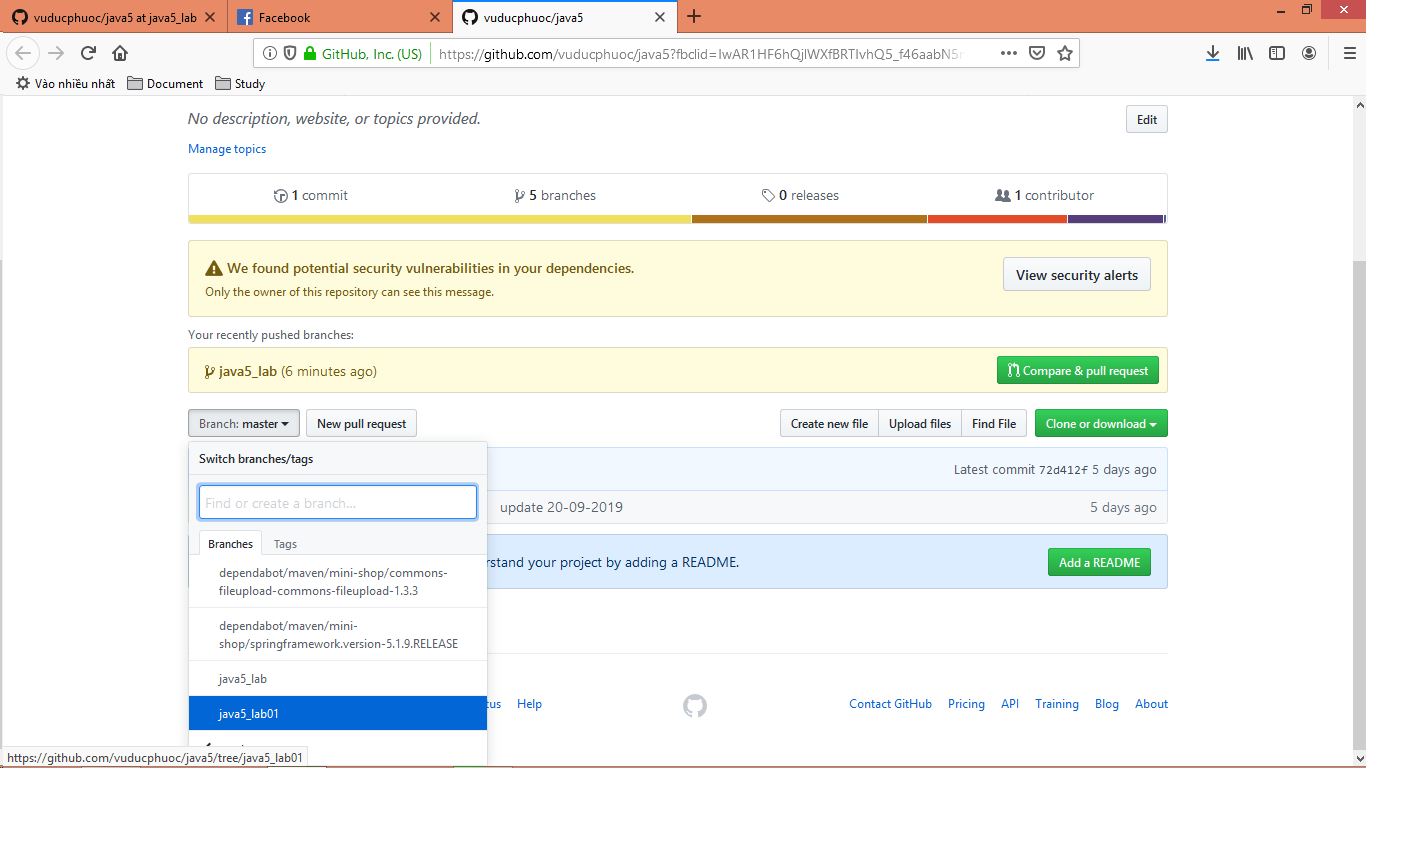 vuducphuoc/java5 at java5_lab
Facebook
vuducphuoc/java5
GitHub, Inc. (US)
https://github.com/vuducphuoc/java5?fbclid=IwAR1HF6hQjlWXfBRTIvhQ5_f46aabN5r
Vào nhiều nhất
Document
Study
No description, website, or topics provided.
Edit
Manage topics
1 commit
5 branches
0 releases
1 contributor
We found potential security vulnerabilities in your dependencies.
Only the owner of this repository can see this message.
View security alerts
Your recently pushed branches:
java5_lab (6 minutes ago)
Compare & pull request
Branch: master
New pull request
Create new file
Upload files
Find File
Clone or download
Switch branches/tags
Latest commit 72d412f 5 days ago
Find or create a branch...
update 20-09-2019
5 days ago
Branches
Tags
rstand your project by adding a README.
Add a README
dependabot/maven/mini-shop/commons-
fileupload-commons-fileupload-1.3.3
dependabot/maven/mini-
shop/springframework.version-5.1.9.RELEASE
java5_lab
java5_lab01
tus
Help
Contact GitHub
Pricing
API
Training
Blog
About
https://github.com/vuducphuoc/java5/tree/java5_lab01